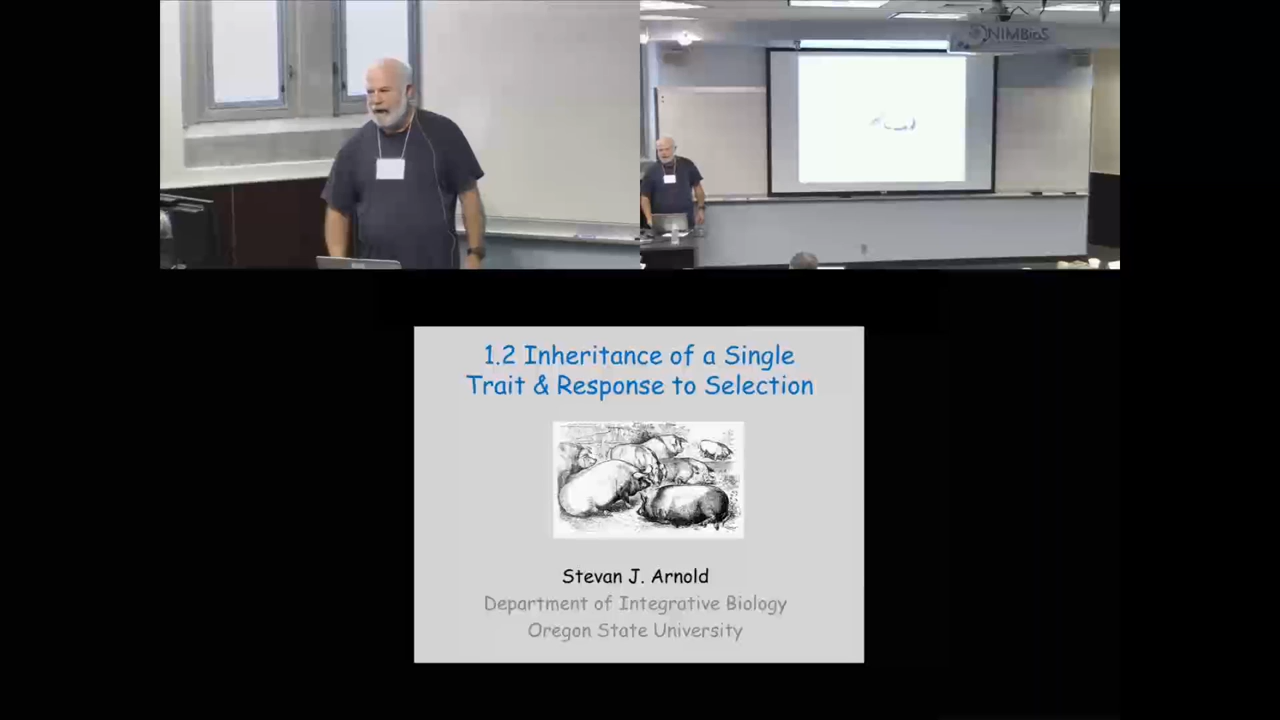 NIMBioS
1.2 Inheritance of a Single
Trait & Response to Selection
Stevan J. Arnold
Department of Integrative Biology
Oregon State University